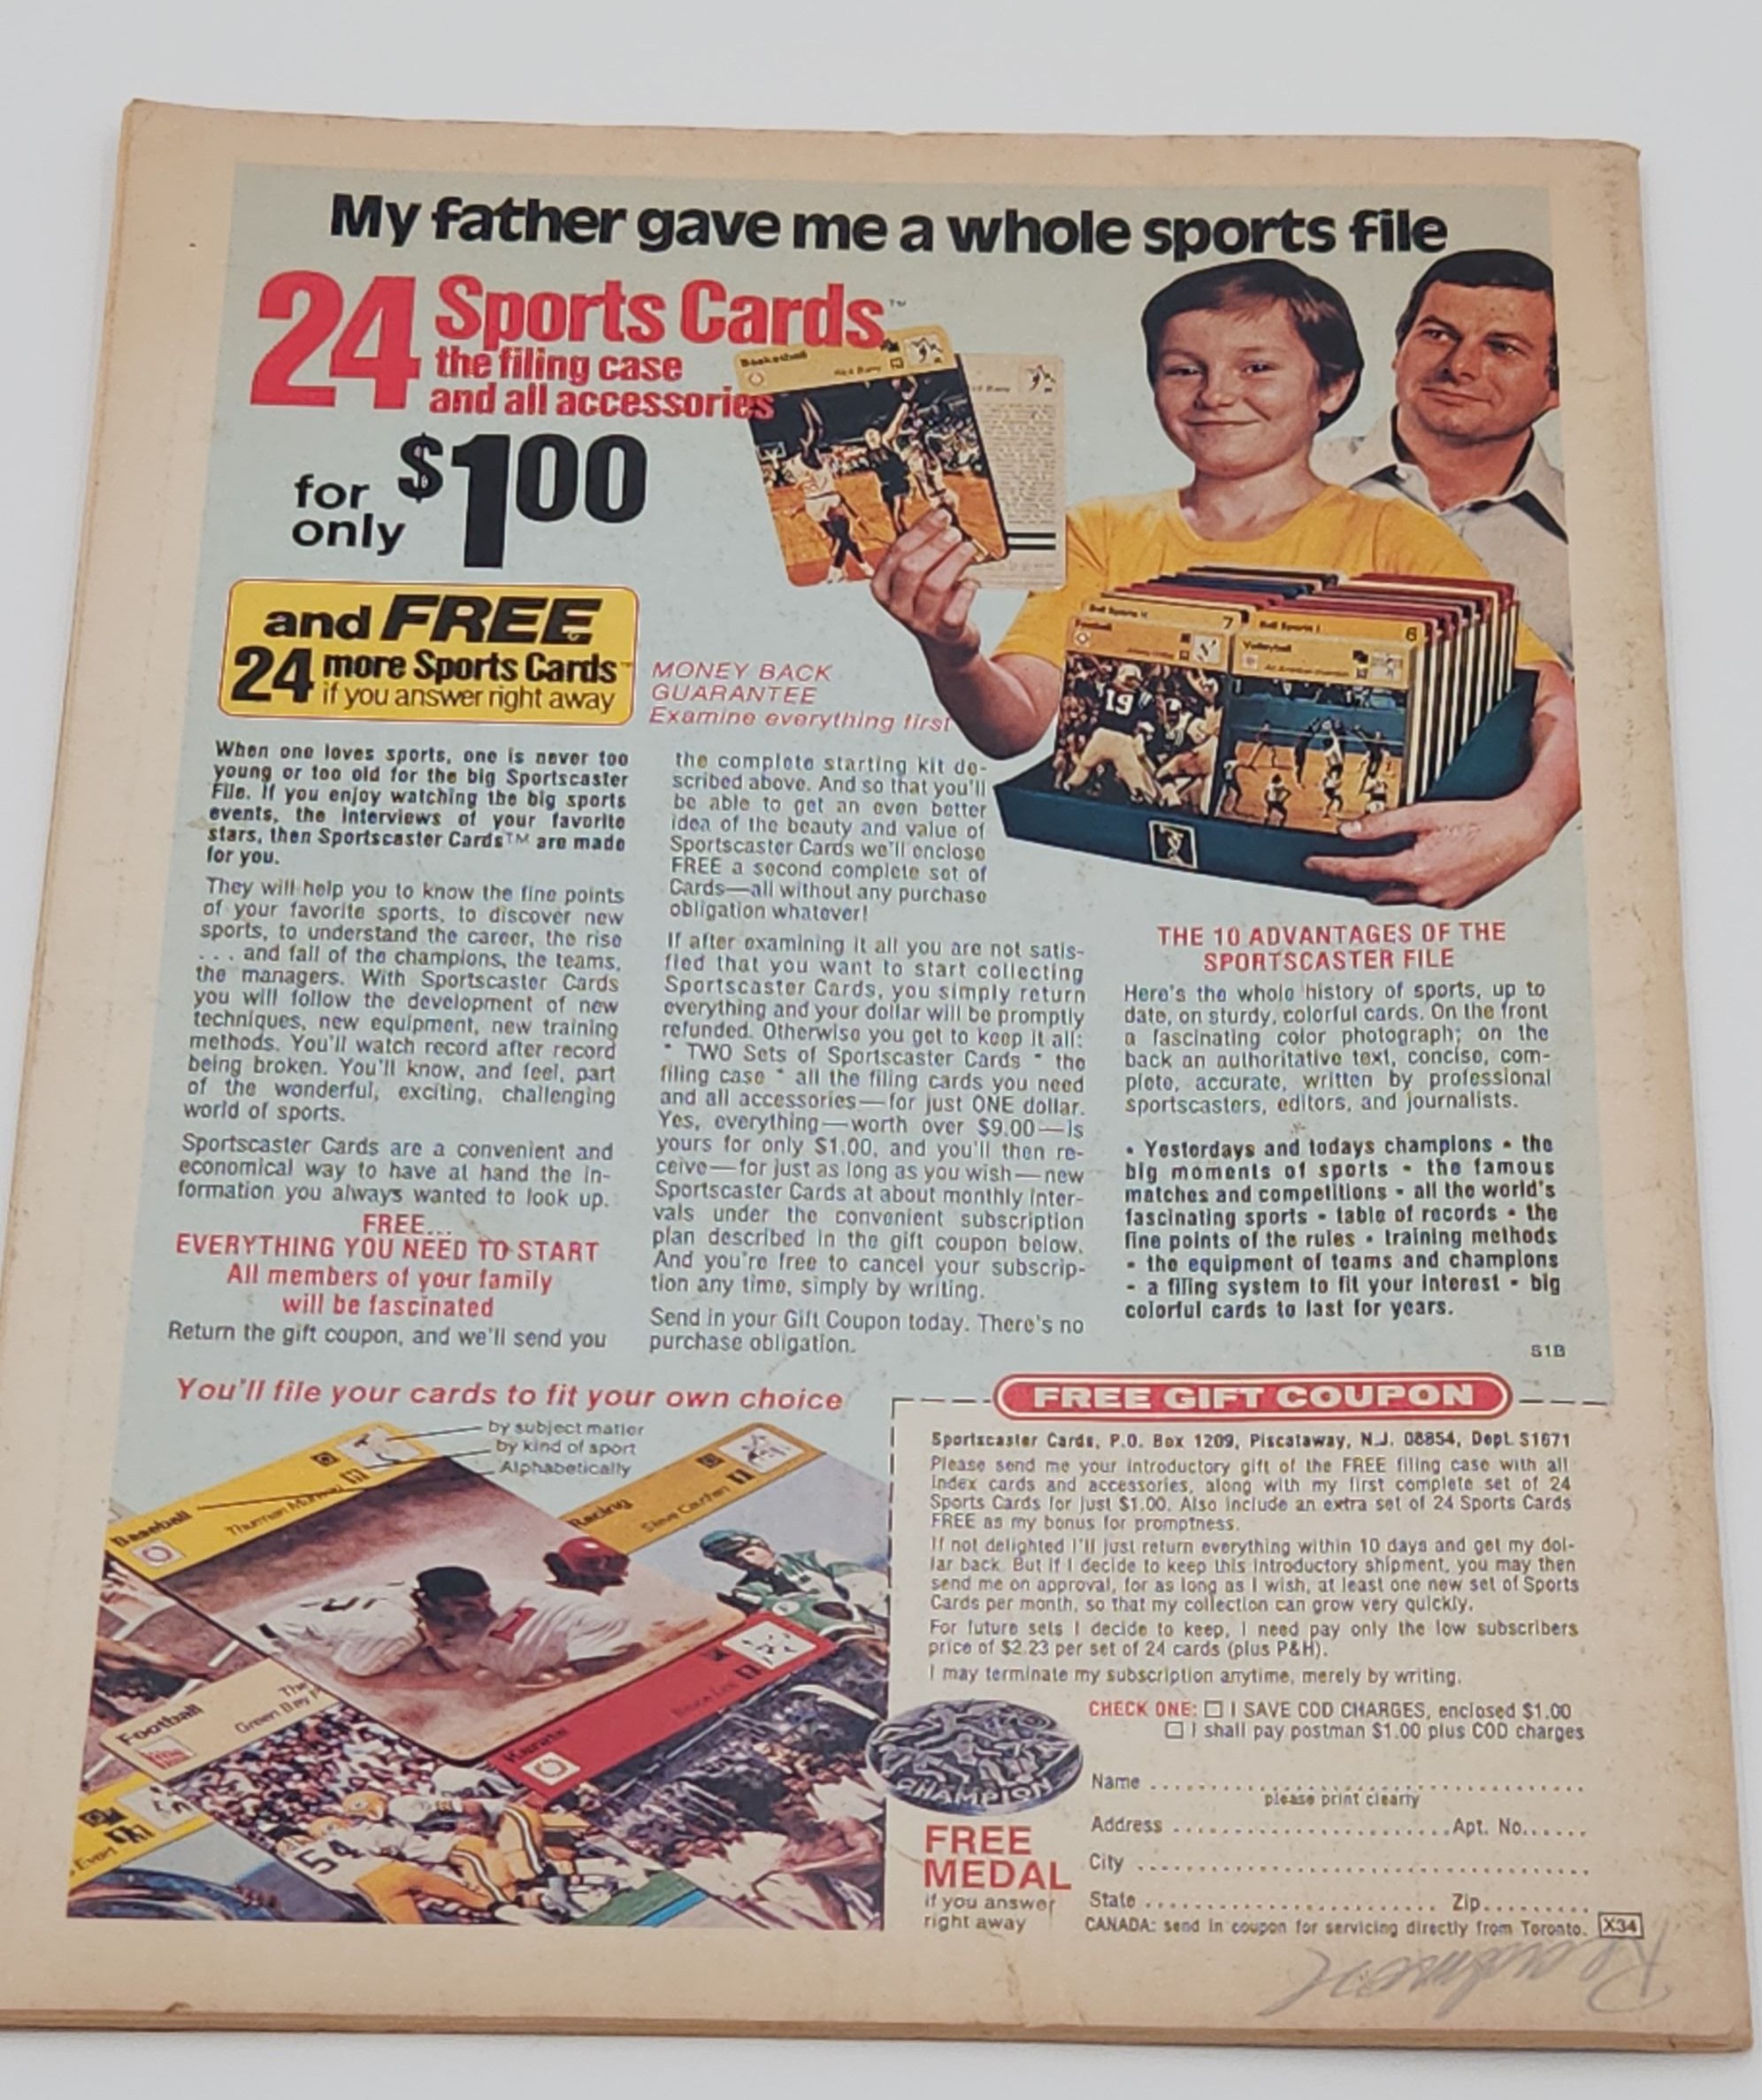 My father gave me a whole sports file
24 Sports Cards™
the filing case
and all accessories
for only $1.00
and FREE
24 more Sports Cards™
if you answer right away
MONEY BACK
GUARANTEE
Examine everything first
Basketball
Rick Barry
Ball Sports II 7
Ball Sports I 6
Football
Volleyball
19
When one loves sports, one is never too
young or too old for the big Sportscaster
File. If you enjoy watching the big sports
events, the interviews of your favorite
stars, then Sportscaster Cards™ are made
for you.
They will help you to know the fine points
of your favorite sports, to discover new
sports, to understand the career, the rise
. . . and fall of the champions, the teams,
the managers. With Sportscaster Cards
you will follow the development of new
techniques, new equipment, new training
methods. You'll watch record after record
being broken. You'll know, and feel, part
of the wonderful, exciting, challenging
world of sports.
Sportscaster Cards are a convenient and
economical way to have at hand the in-
formation you always wanted to look up.
FREE...
EVERYTHING YOU NEED TO START
All members of your family
will be fascinated
Return the gift coupon, and we'll send you
the complete starting kit de-
scribed above. And so that you'll
be able to get an even better
idea of the beauty and value of
Sportscaster Cards we'll enclose
FREE a second complete set of
Cards—all without any purchase
obligation whatever!
If after examining it all you are not satis-
fied that you want to start collecting
Sportscaster Cards, you simply return
everything and your dollar will be promptly
refunded. Otherwise you get to keep it all:
* TWO Sets of Sportscaster Cards * the
filing case * all the filing cards you need
and all accessories—for just ONE dollar.
Yes, everything—worth over $9.00—is
yours for only $1.00, and you'll then re-
ceive—for just as long as you wish—new
Sportscaster Cards at about monthly inter-
vals under the convenient subscription
plan described in the gift coupon below.
And you're free to cancel your subscrip-
tion any time, simply by writing.
Send in your Gift Coupon today. There's no
purchase obligation.
THE 10 ADVANTAGES OF THE
SPORTSCASTER FILE
Here's the whole history of sports, up to
date, on sturdy, colorful cards. On the front
a fascinating color photograph; on the
back an authoritative text, concise, com-
plete, accurate, written by professional
sportscasters, editors, and journalists.
• Yesterdays and todays champions • the
big moments of sports • the famous
matches and competitions • all the world's
fascinating sports • table of records • the
fine points of the rules • training methods
• the equipment of teams and champions
• a filing system to fit your interest • big
colorful cards to last for years.
S1B
You'll file your cards to fit your own choice
by subject matter
by kind of sport
Alphabetically
Baseball
Thurman Munson
Racing
Steve Cauthen
1
Football
The
Green Bay P
Karate
Bruce Lee
54
Evert
FREE GIFT COUPON
Sportscaster Cards, P.O. Box 1209, Piscataway, N.J. 08854, Dept. S1671
Please send me your introductory gift of the FREE filing case with all
index cards and accessories, along with my first complete set of 24
Sports Cards for just $1.00. Also include an extra set of 24 Sports Cards
FREE as my bonus for promptness.
If not delighted I'll just return everything within 10 days and get my dol-
lar back. But if I decide to keep this introductory shipment, you may then
send me on approval, for as long as I wish, at least one new set of Sports
Cards per month, so that my collection can grow very quickly.
For future sets I decide to keep, I need pay only the low subscribers
price of $2.23 per set of 24 cards (plus P&H).
I may terminate my subscription anytime, merely by writing.
CHECK ONE: ☐ I SAVE COD CHARGES, enclosed $1.00
☐ I shall pay postman $1.00 plus COD charges
CHAMPION
FREE
MEDAL
if you answer
right away
Name ....................
please print clearly
Address .................... Apt. No......
City ....................
State .................... Zip.........
CANADA: send in coupon for servicing directly from Toronto. X34